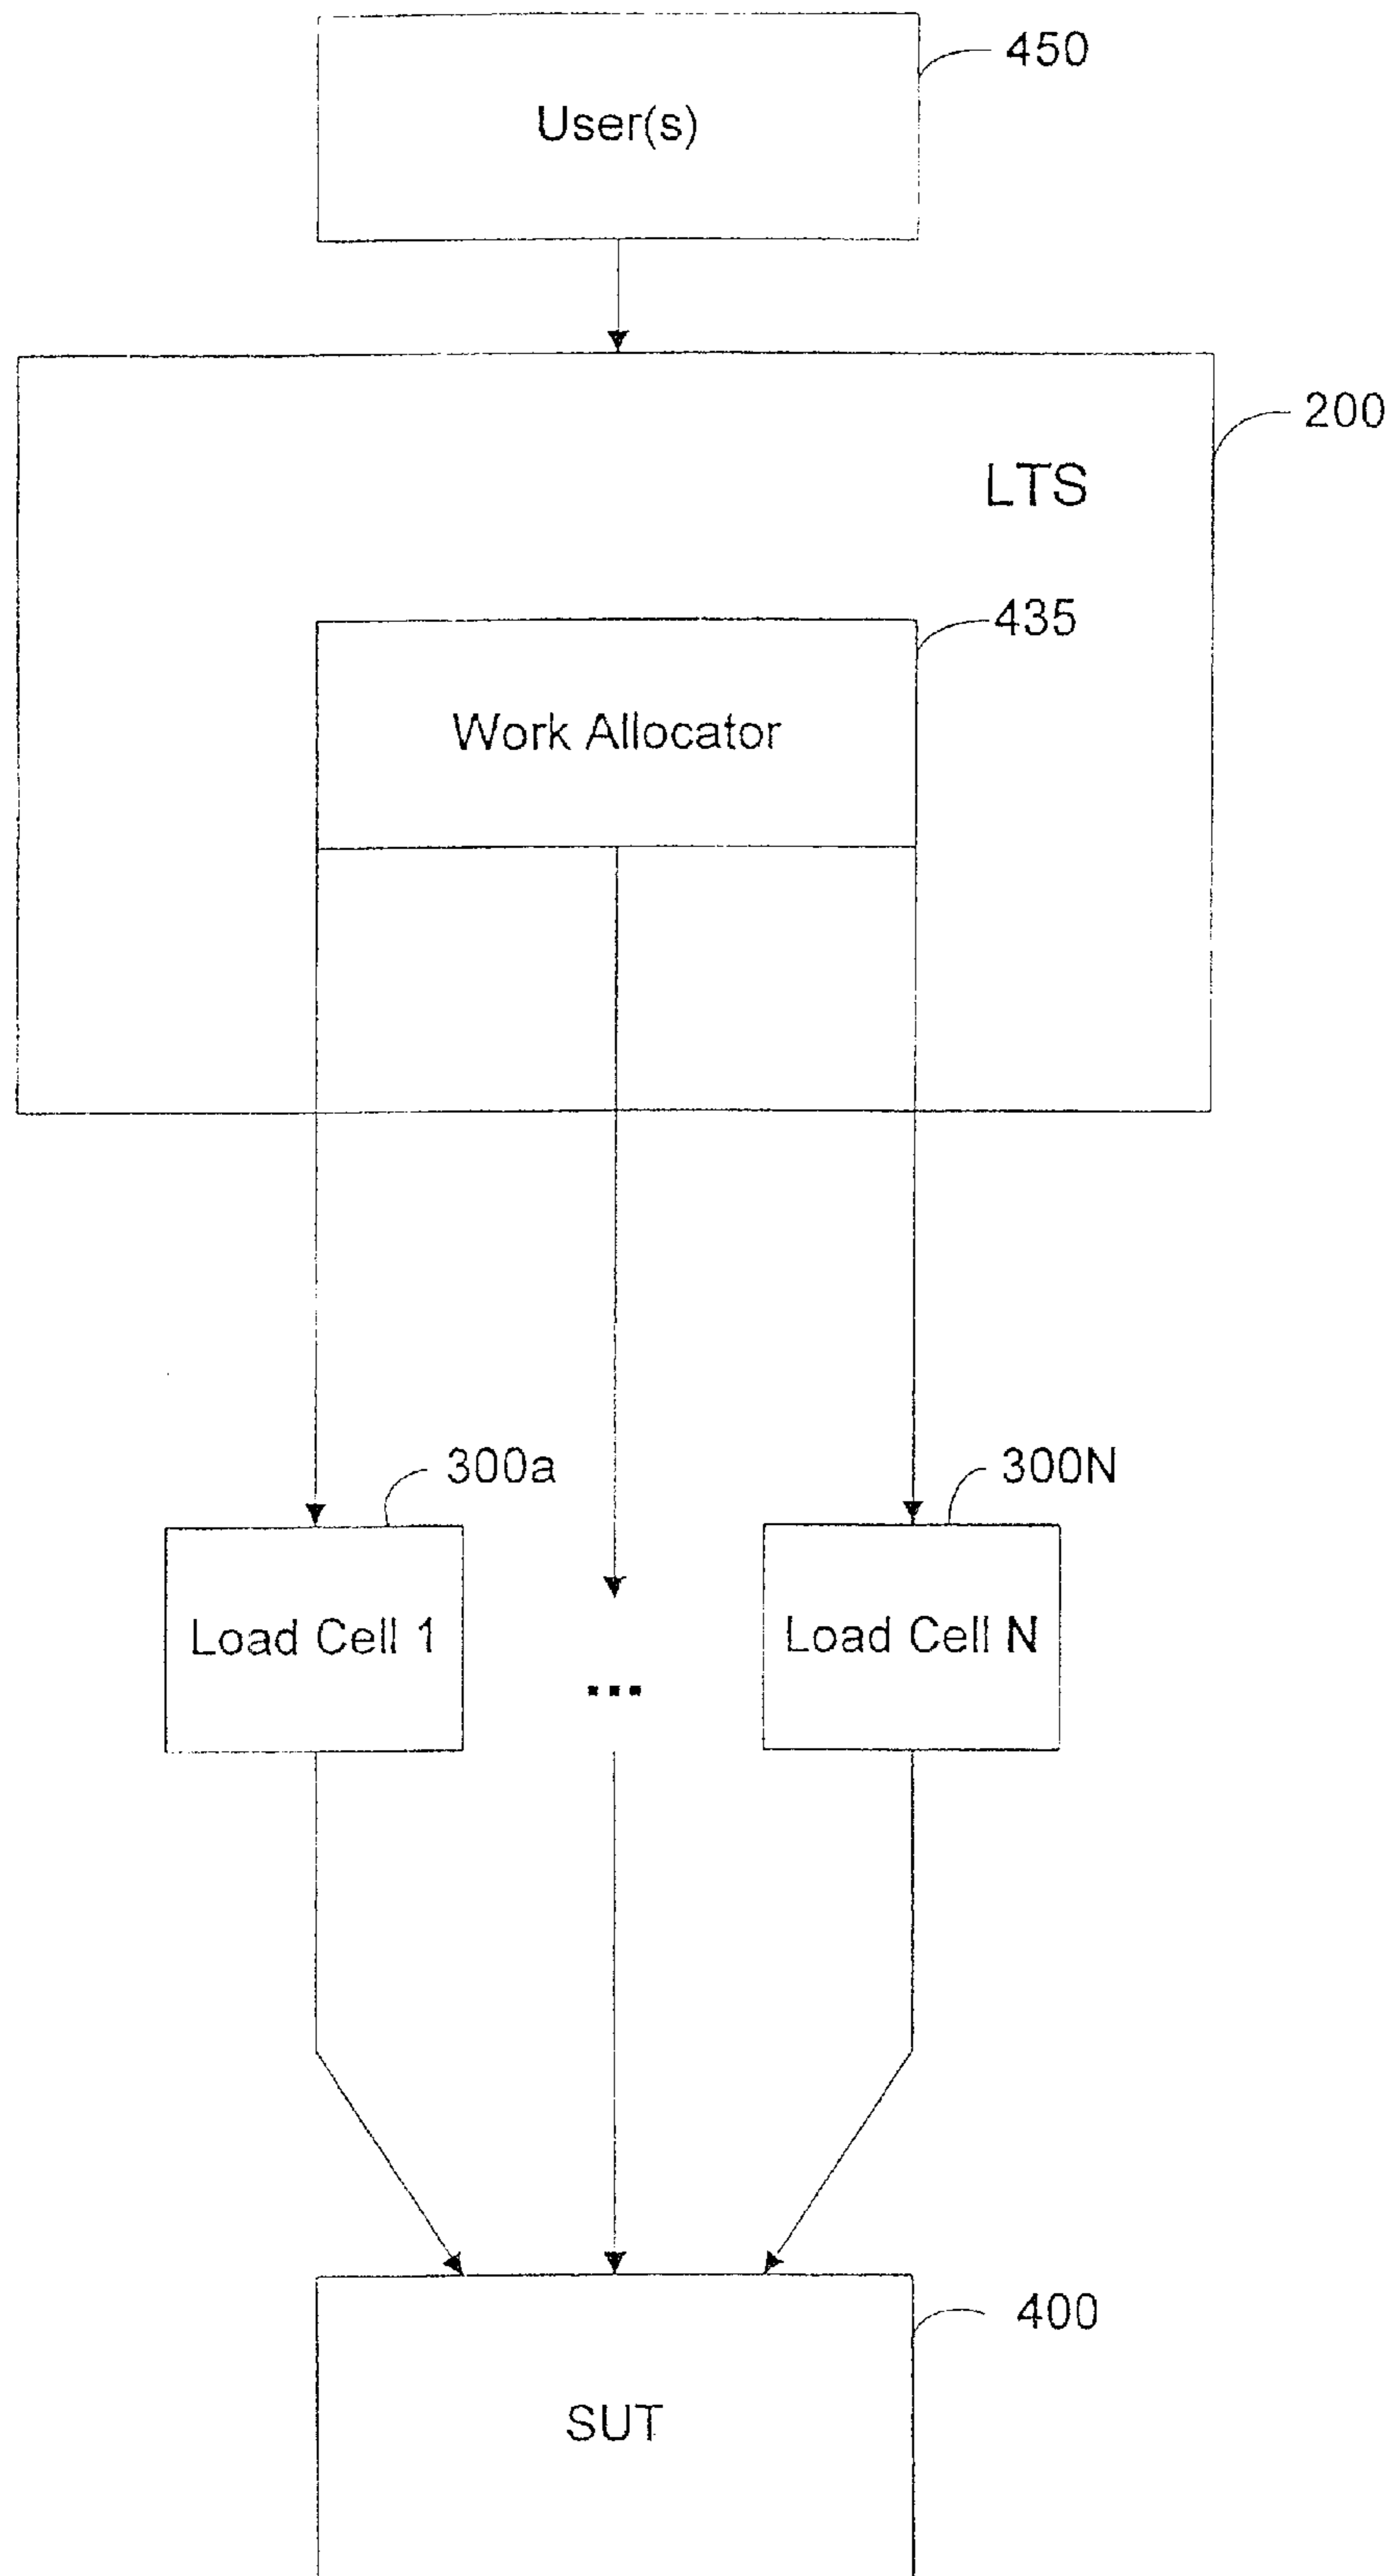 450
User(s)
200
LTS
435
Work Allocator
300a
300N
Load Cell 1
Load Cell N
...
400
SUT